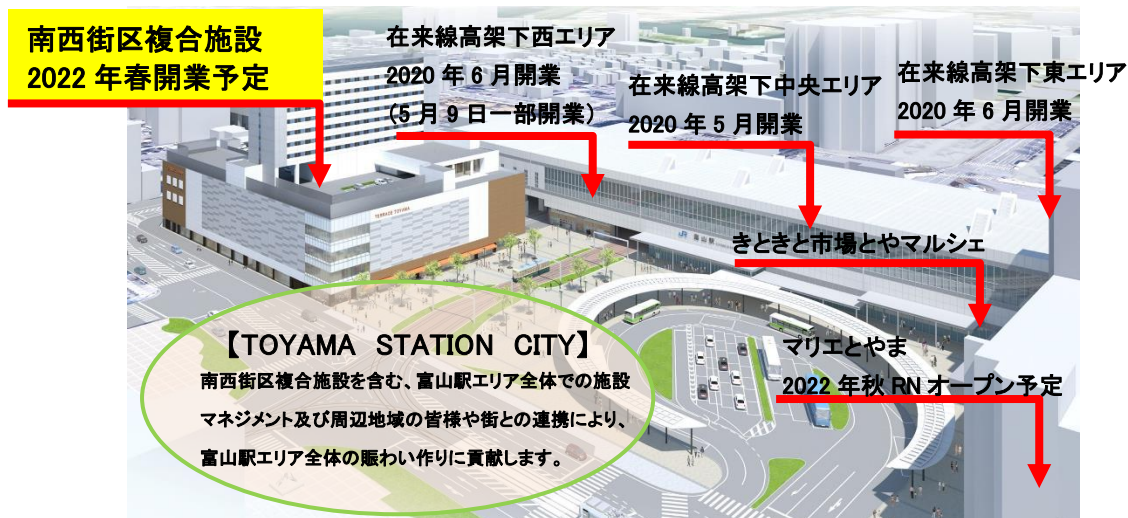 南西街区複合施設
2022年春開業予定
在来線高架下西エリア
2020年6月開業
（5月9日一部開業）
在来線高架下中央エリア
2020年5月開業
在来線高架下東エリア
2020年6月開業
TERRACE TOYAMA
JR 富山駅
きときと市場とやマルシェ
マリエとやま
2022年秋RNオープン予定
【TOYAMA STATION CITY】
南西街区複合施設を含む、富山駅エリア全体での施設
マネジメント及び周辺地域の皆様や街との連携により、
富山駅エリア全体の賑わい作りに貢献します。